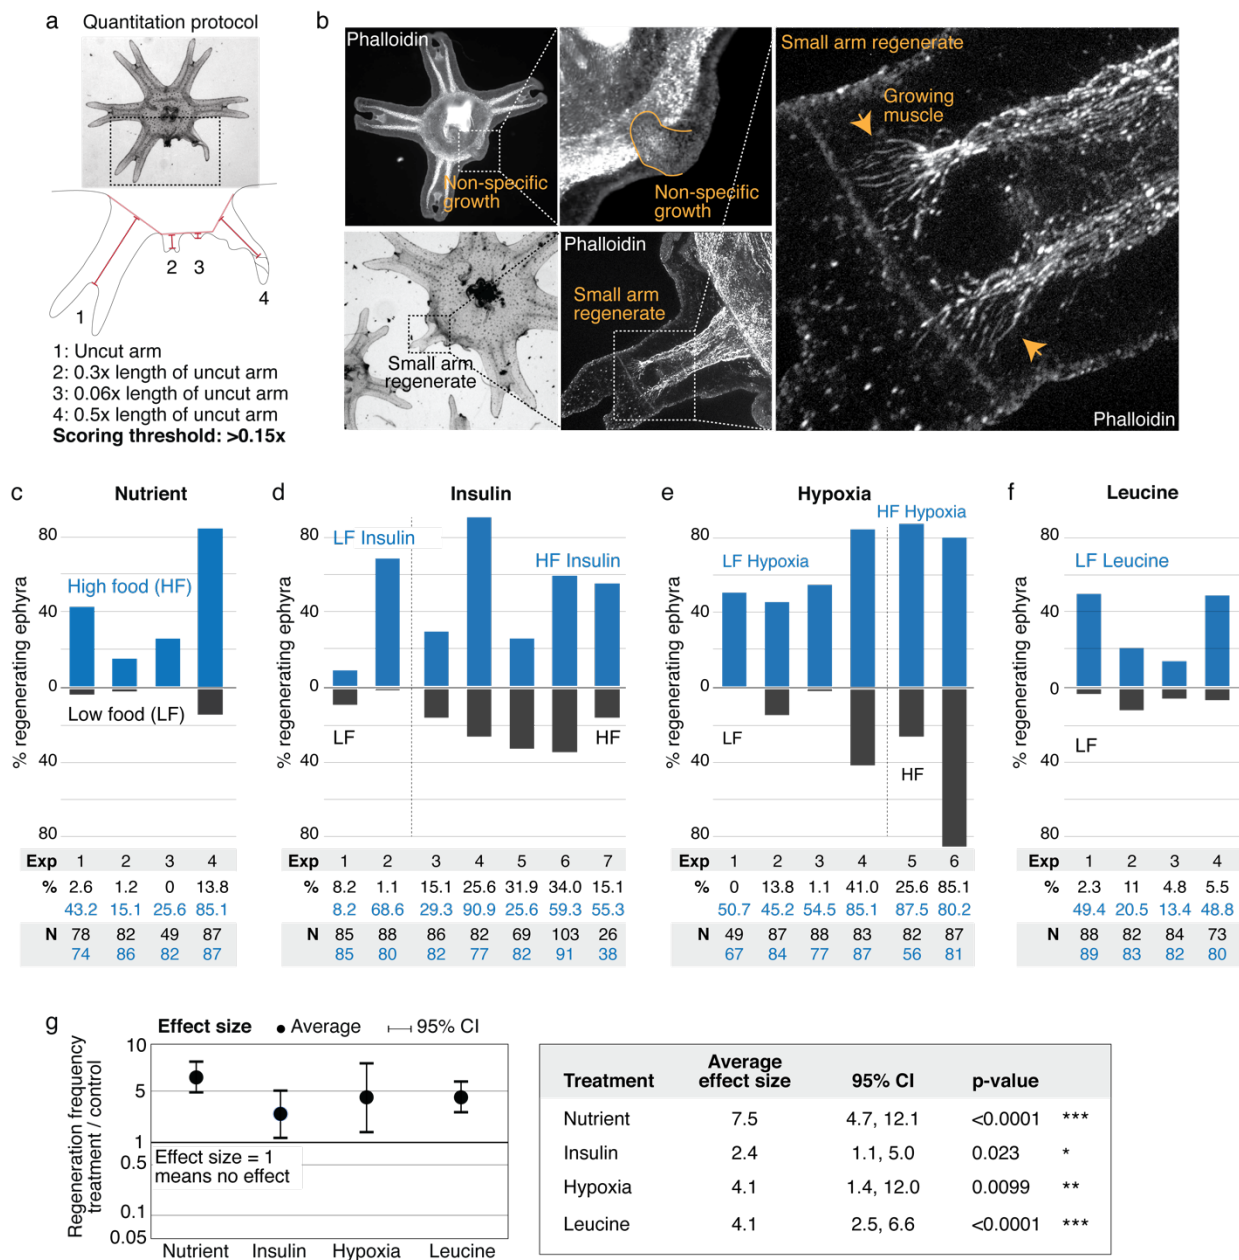 a
Quantitation protocol
1
2
3
4
1: Uncut arm
2: 0.3x length of uncut arm
3: 0.06x length of uncut arm
4: 0.5x length of uncut arm
Scoring threshold: >0.15x
b
Phalloidin
Non-specific
growth
Non-specific
growth
Small arm
regenerate
Phalloidin
Small arm
regenerate
Small arm regenerate
Growing
muscle
Phalloidin
c
Nutrient
% regenerating ephyra
80
40
0
40
80
High food (HF)
Low food (LF)
Exp 1 2 3 4
% 2.6 1.2 0 13.8
43.2 15.1 25.6 85.1
N 78 82 49 87
74 86 82 87
d
Insulin
% regenerating ephyra
80
40
0
40
80
LF Insulin
HF Insulin
LF
HF
Exp 1 2 3 4 5 6 7
% 8.2 1.1 15.1 25.6 31.9 34.0 15.1
8.2 68.6 29.3 90.9 25.6 59.3 55.3
N 85 88 86 82 69 103 26
85 80 82 77 82 91 38
e
Hypoxia
% regenerating ephyra
80
40
0
40
80
HF Hypoxia
LF Hypoxia
LF
HF
Exp 1 2 3 4 5 6
% 0 13.8 1.1 41.0 25.6 85.1
50.7 45.2 54.5 85.1 87.5 80.2
N 49 87 88 83 82 87
67 84 77 87 56 81
f
Leucine
% regenerating ephyra
80
40
0
40
80
LF Leucine
LF
Exp 1 2 3 4
% 2.3 11 4.8 5.5
49.4 20.5 13.4 48.8
N 88 82 84 73
89 83 82 80
g
Effect size Average 95% CI
Regeneration frequency
treatment / control
10
5
1
0.5
0.1
0.05
Effect size = 1
means no effect
Nutrient Insulin Hypoxia Leucine
Treatment Average effect size 95% CI p-value
Nutrient 7.5 4.7, 12.1 <0.0001 ***
Insulin 2.4 1.1, 5.0 0.023 *
Hypoxia 4.1 1.4, 12.0 0.0099 **
Leucine 4.1 2.5, 6.6 <0.0001 ***